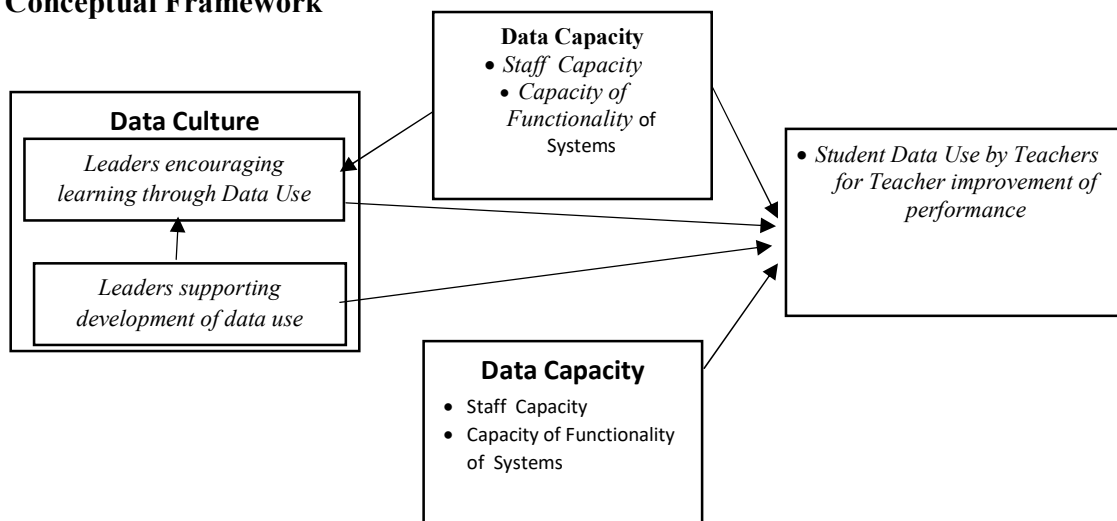 Conceptual Framework
Data Capacity
• Staff Capacity
• Capacity of
Functionality of
Systems
Data Culture
Leaders encouraging
learning through Data Use
Leaders supporting
development of data use
• Student Data Use by Teachers
for Teacher improvement of
performance
Data Capacity
• Staff Capacity
• Capacity of Functionality
of Systems